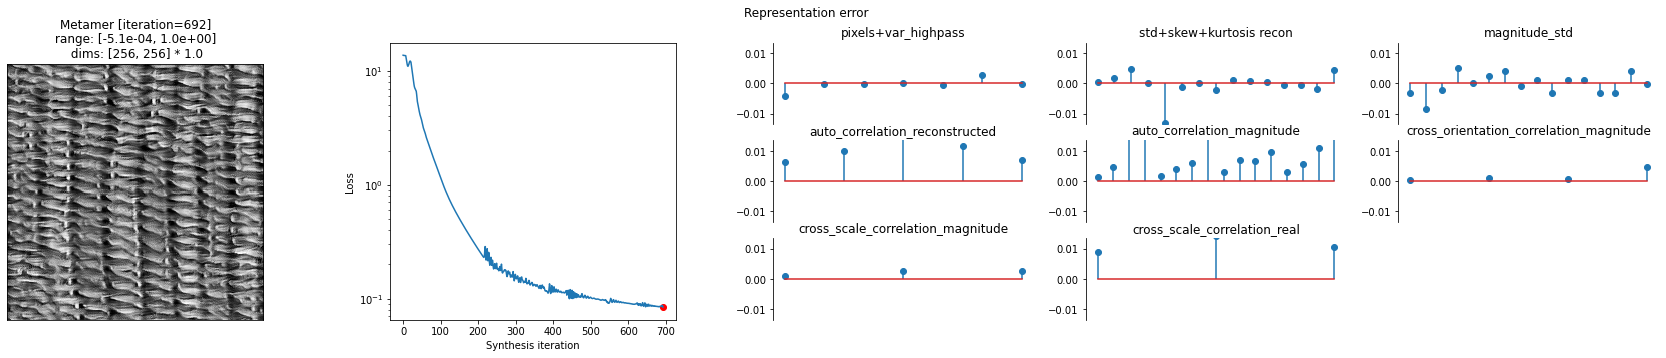 Representation error
Metamer [iteration=692]
range: [-5.1e-04, 1.0e+00]
dims: [256, 256] * 1.0
10¹
10⁰
10⁻¹
Loss
0 100 200 300 400 500 600 700
Synthesis iteration
pixels+var_highpass
0.01
0.00
−0.01
std+skew+kurtosis recon
0.01
0.00
−0.01
magnitude_std
0.01
0.00
−0.01
auto_correlation_reconstructed
0.01
0.00
−0.01
auto_correlation_magnitude
0.01
0.00
−0.01
cross_orientation_correlation_magnitude
0.01
0.00
−0.01
cross_scale_correlation_magnitude
0.01
0.00
−0.01
cross_scale_correlation_real
0.01
0.00
−0.01